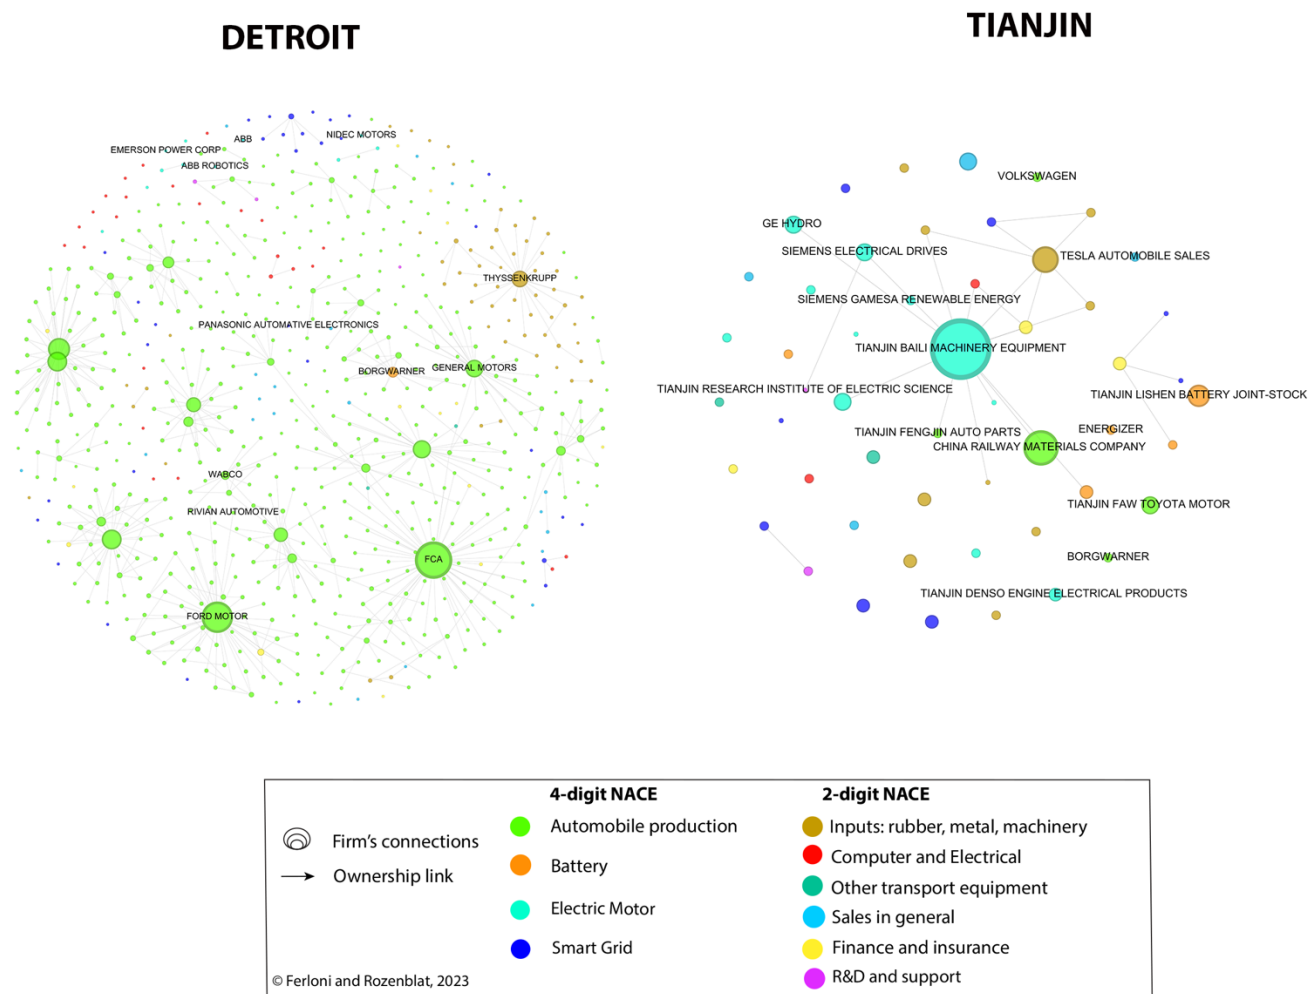 DETROIT
TIANJIN
ABB
NIDEC MOTORS
EMERSON POWER CORP
ABB ROBOTICS
THYSSENKRUPP
PANASONIC AUTOMATIVE ELECTRONICS
BORGWARNER
GENERAL MOTORS
WABCO
RIVIAN AUTOMOTIVE
FCA
FORD MOTOR
VOLKSWAGEN
GE HYDRO
SIEMENS ELECTRICAL DRIVES
TESLA AUTOMOBILE SALES
SIEMENS GAMESA RENEWABLE ENERGY
TIANJIN BAILI MACHINERY EQUIPMENT
TIANJIN RESEARCH INSTITUTE OF ELECTRIC SCIENCE
TIANJIN LISHEN BATTERY JOINT-STOCK
TIANJIN FENGJIN AUTO PARTS
ENERGIZER
CHINA RAILWAY MATERIALS COMPANY
TIANJIN FAW TOYOTA MOTOR
BORGWARNER
TIANJIN DENSO ENGINE ELECTRICAL PRODUCTS
Firm's connections
Ownership link
© Ferloni and Rozenblat, 2023
4-digit NACE
Automobile production
Battery
Electric Motor
Smart Grid
2-digit NACE
Inputs: rubber, metal, machinery
Computer and Electrical
Other transport equipment
Sales in general
Finance and insurance
R&D and support